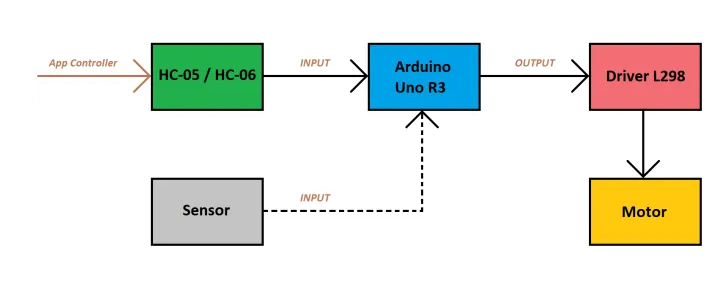 App Controller
HC-05 / HC-06
INPUT
Arduino
Uno R3
OUTPUT
Driver L298
Sensor
INPUT
Motor